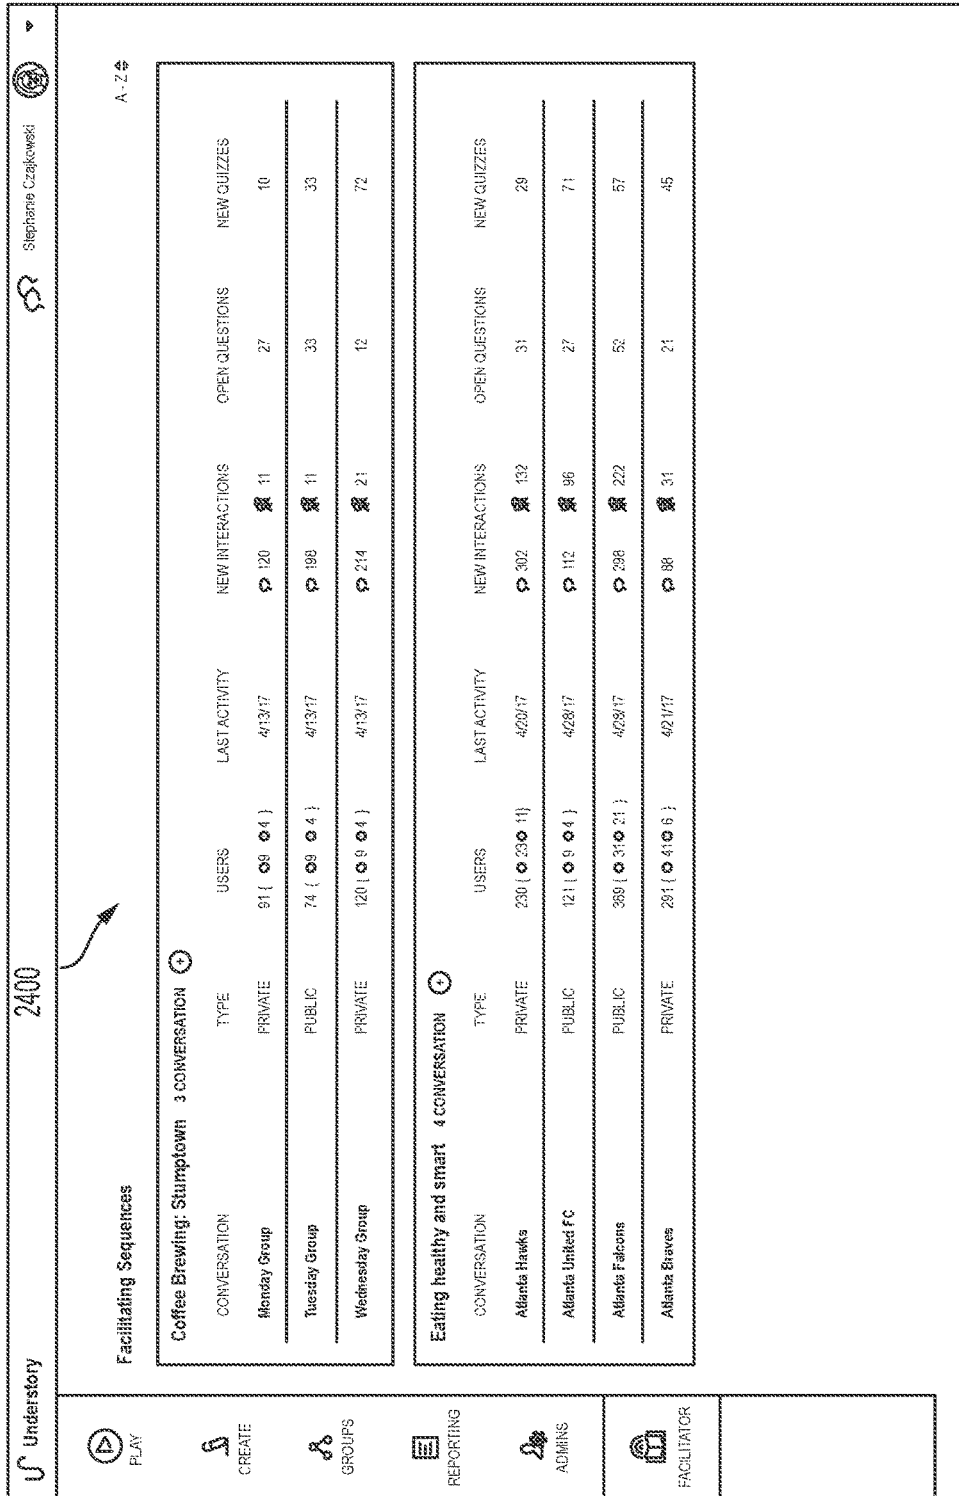 2400
Understory
Stephanie Czajkowski
PLAY
CREATE
GROUPS
REPORTING
ADMINS
FACILITATOR
Facilitating Sequences
A - Z
Coffee Brewing: Stumptown 3 CONVERSATION +
CONVERSATION TYPE USERS LAST ACTIVITY NEW INTERACTIONS OPEN QUESTIONS NEW QUIZZES
Monday Group PRIVATE 91 { 9 4 } 4/13/17 120 11 27 10
Tuesday Group PUBLIC 74 { 9 4 } 4/13/17 198 11 33 33
Wednesday Group PRIVATE 120 { 9 4 } 4/13/17 214 21 12 72
Eating healthy and smart 4 CONVERSATION +
CONVERSATION TYPE USERS LAST ACTIVITY NEW INTERACTIONS OPEN QUESTIONS NEW QUIZZES
Atlanta Hawks PRIVATE 230 { 23 11} 4/20/17 302 132 31 29
Atlanta United FC PUBLIC 121 { 9 4 } 4/28/17 112 96 27 71
Atlanta Falcons PUBLIC 369 { 31 21 } 4/28/17 298 222 52 57
Atlanta Braves PRIVATE 291 { 41 6 } 4/21/17 88 31 21 45